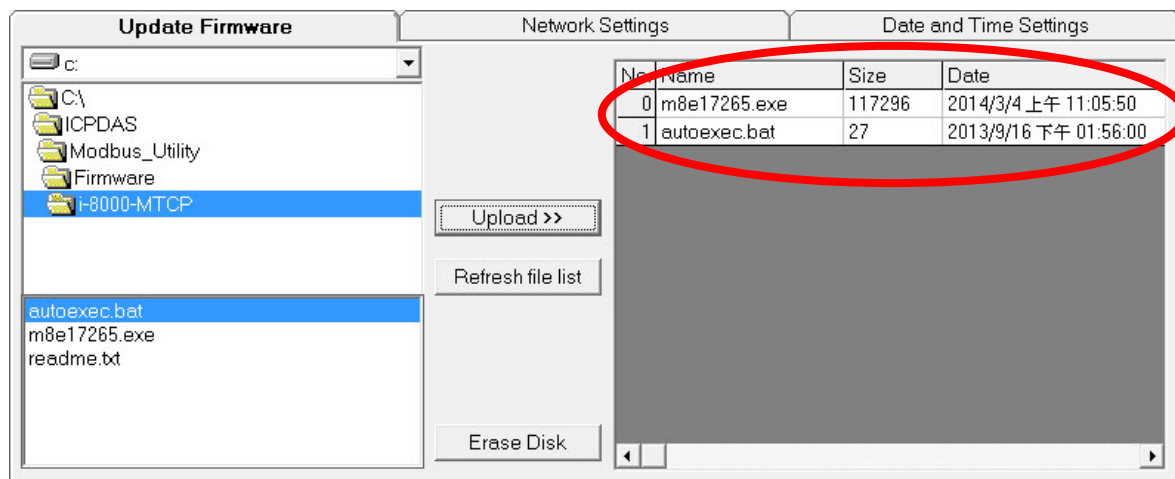 Update Firmware Network Settings Date and Time Settings
c:
C:\
ICPDAS
Modbus_Utility
Firmware
i-8000-MTCP
autoexec.bat
m8e17265.exe
readme.txt
Upload >>
Refresh file list
Erase Disk
No. Name Size Date
0 m8e17265.exe 117296 2014/3/4 上午 11:05:50
1 autoexec.bat 27 2013/9/16 下午 01:56:00